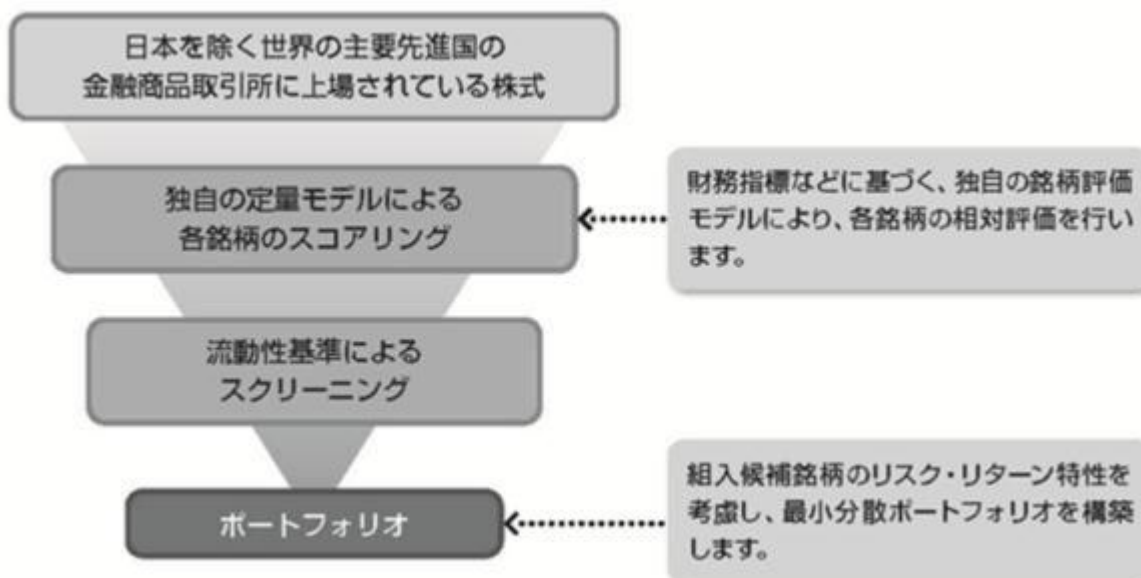 日本を除く世界の主要先進国の
金融商品取引所に上場されている株式
独自の定量モデルによる
各銘柄のスコアリング
財務指標などに基づく、独自の銘柄評価
モデルにより、各銘柄の相対評価を行い
ます。
流動性基準による
スクリーニング
ポートフォリオ
組入候補銘柄のリスク・リターン特性を
考慮し、最小分散ポートフォリオを構築
します。